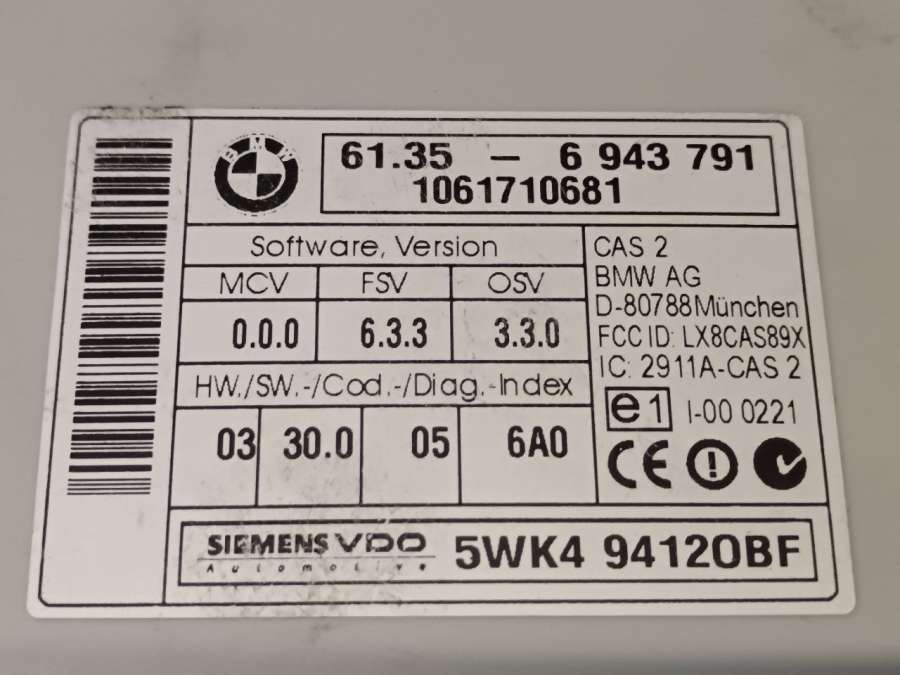 BMW
61.35 – 6 943 791
1061710681
Software, Version
MCV FSV OSV
0.0.0 6.3.3 3.3.0
HW./SW.-/Cod.-/Diag.-Index
03 30.0 05 6A0
CAS 2
BMW AG
D-80788 München
FCC ID: LX8CAS89X
IC: 2911A-CAS 2
e1 I-00 0221
CE
SIEMENS VDO
Automotive
5WK4 94120BF